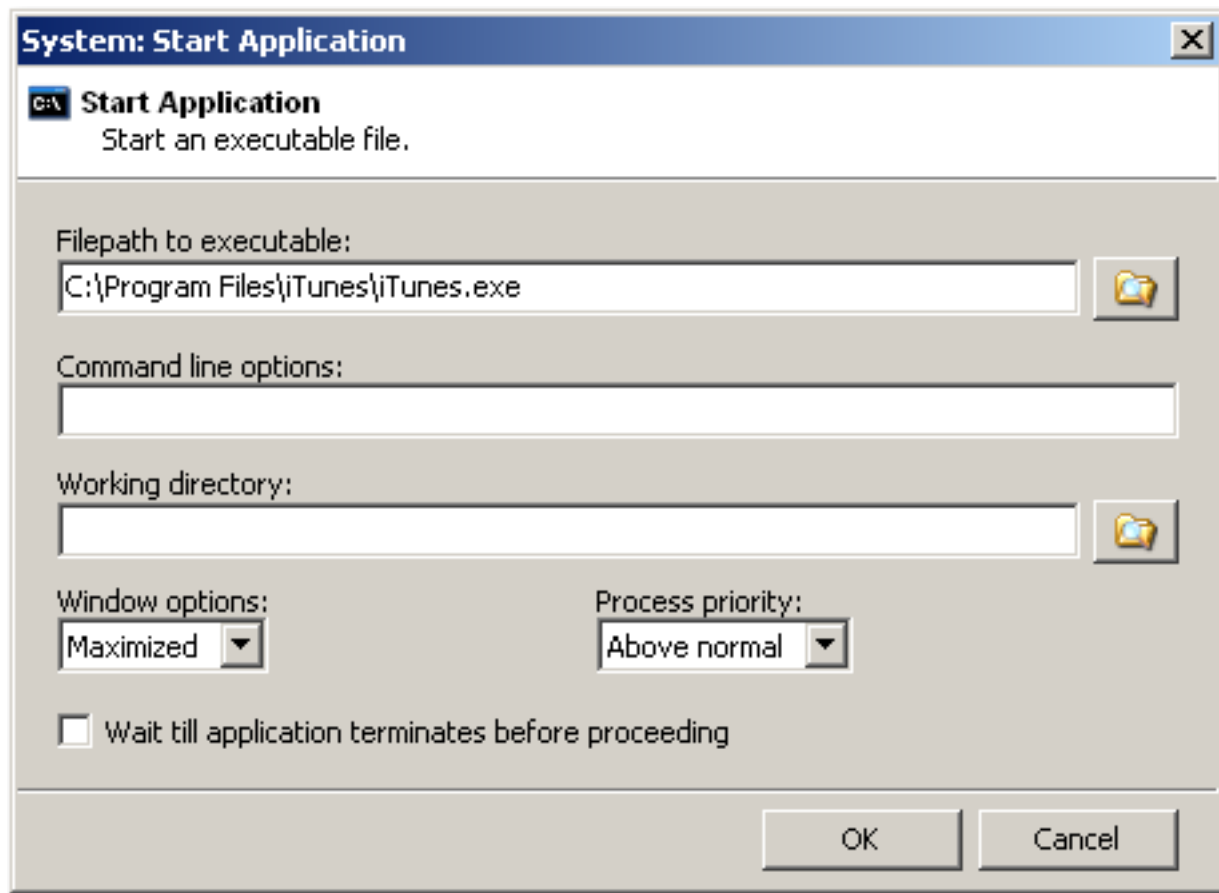 System: Start Application
C:\ Start Application
Start an executable file.
Filepath to executable:
C:\Program Files\iTunes\iTunes.exe
Command line options:
Working directory:
Window options: Process priority:
Maximized Above normal
Wait till application terminates before proceeding
OK Cancel